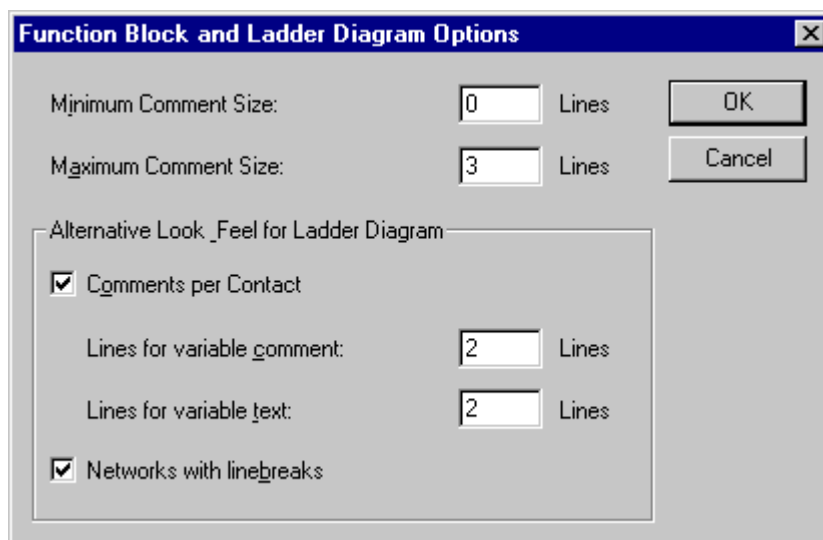 Function Block and Ladder Diagram Options
Minimum Comment Size: 0 Lines OK
Maximum Comment Size: 3 Lines Cancel
Alternative Look _Feel for Ladder Diagram
Comments per Contact
Lines for variable comment: 2 Lines
Lines for variable text: 2 Lines
Networks with linebreaks